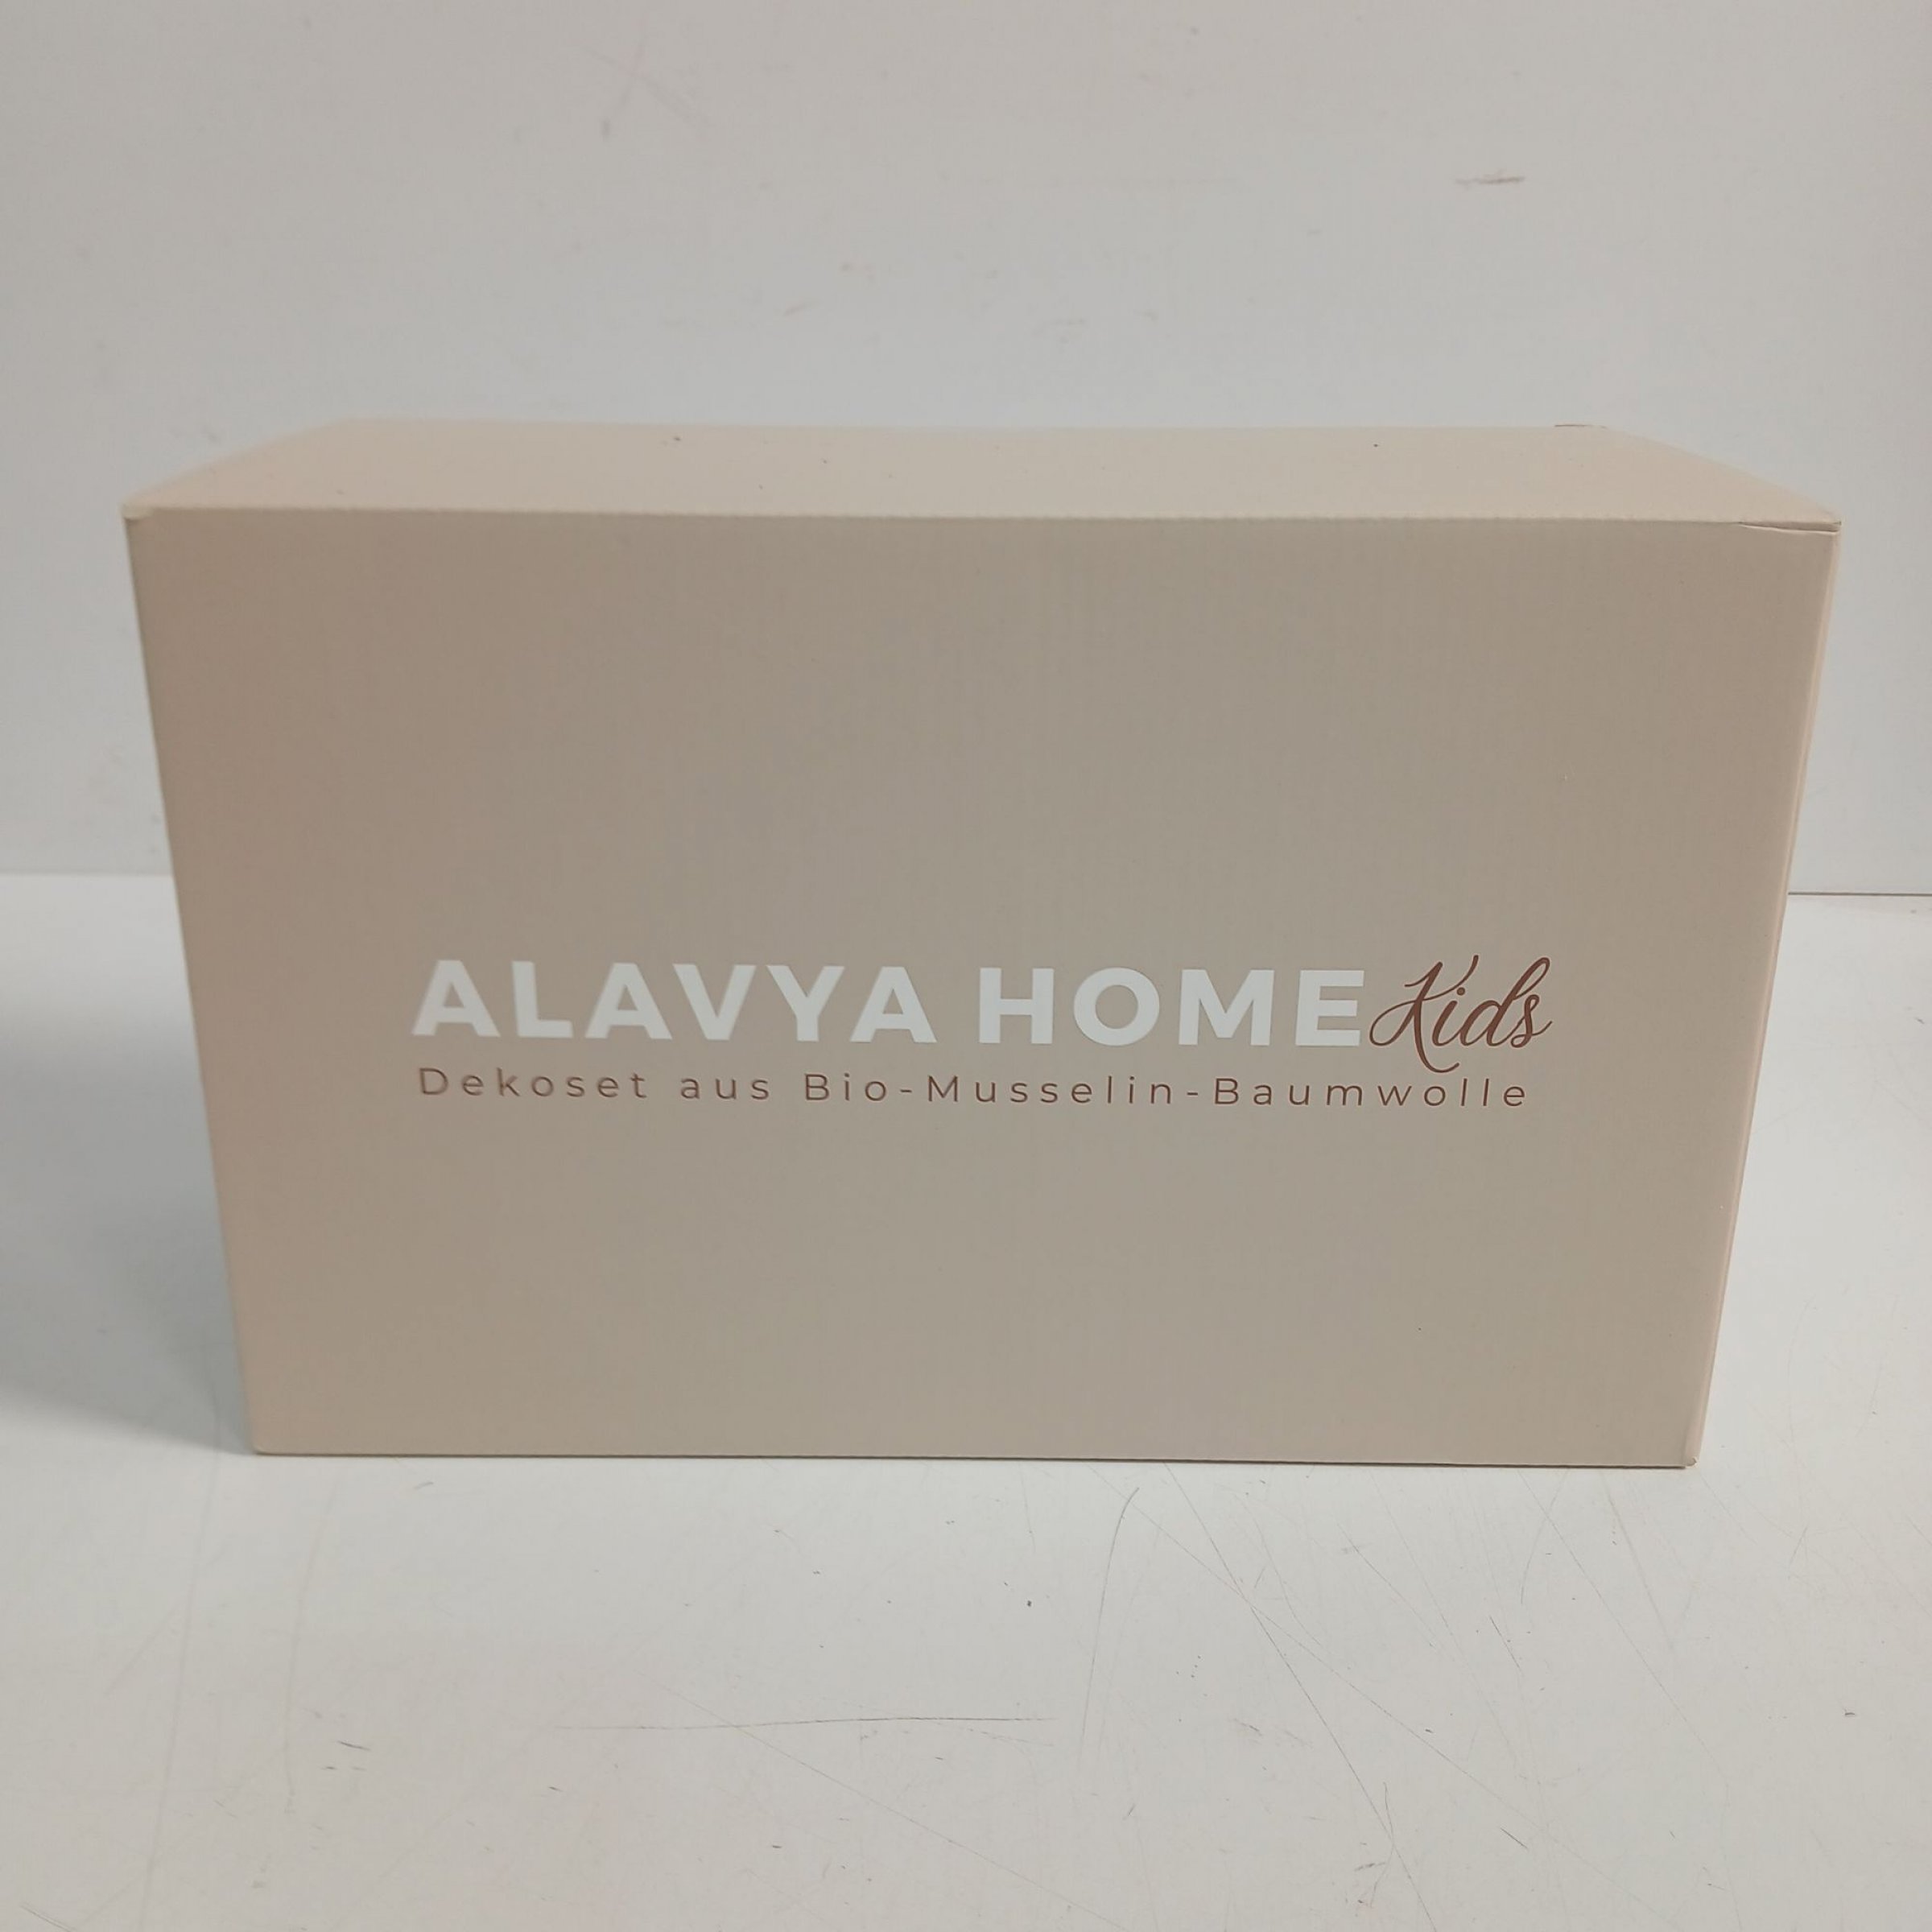 ALAVYA HOME Kids
Dekoset aus Bio-Musselin-Baumwolle